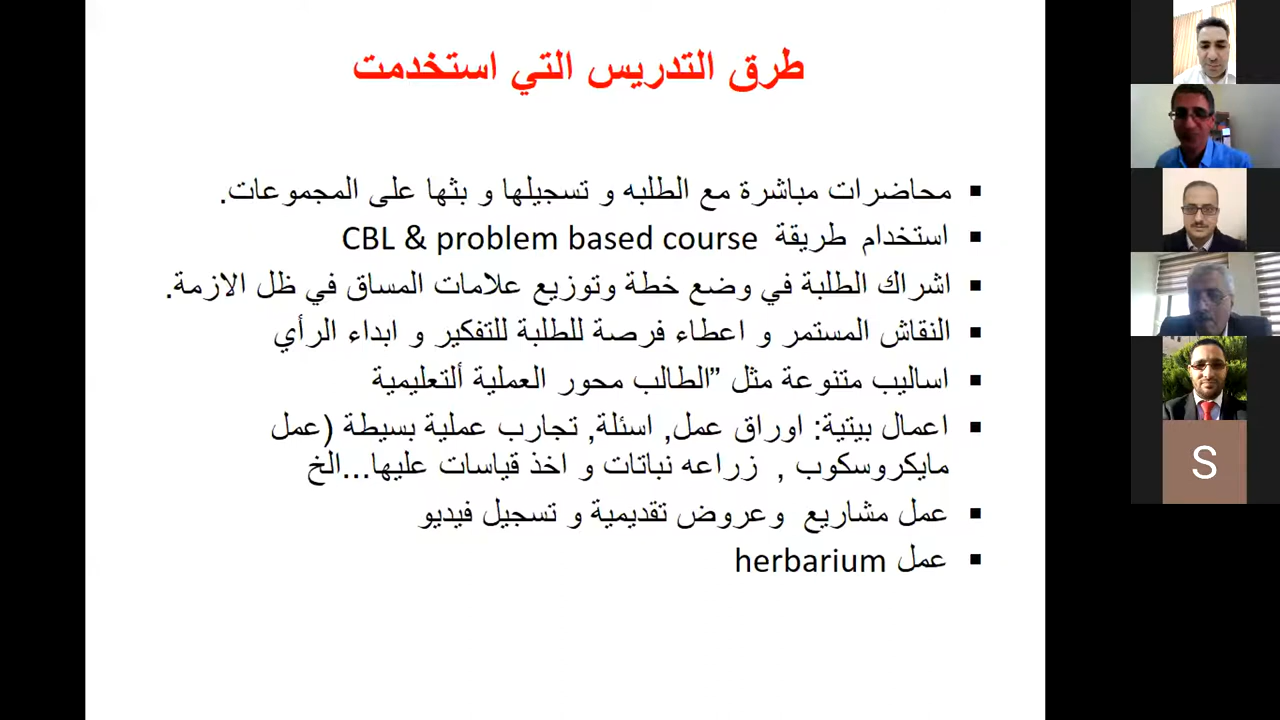 طرق التدريس التي استخدمت
▪ محاضرات مباشرة مع الطلبه و تسجيلها و بثها على المجموعات.
▪ استخدام طريقة CBL & problem based course
▪ اشراك الطلبة في وضع خطة وتوزيع علامات المساق في ظل الازمة.
▪ النقاش المستمر و اعطاء فرصة للطلبة للتفكير و ابداء الرأي
▪ اساليب متنوعة مثل ”الطالب محور العملية ألتعليمية
▪ اعمال بيتية: اوراق عمل, اسئلة, تجارب عملية بسيطة (عمل
مايكروسكوب , زراعه نباتات و اخذ قياسات عليها...الخ
▪ عمل مشاريع وعروض تقديمية و تسجيل فيديو
▪ عمل herbarium
S